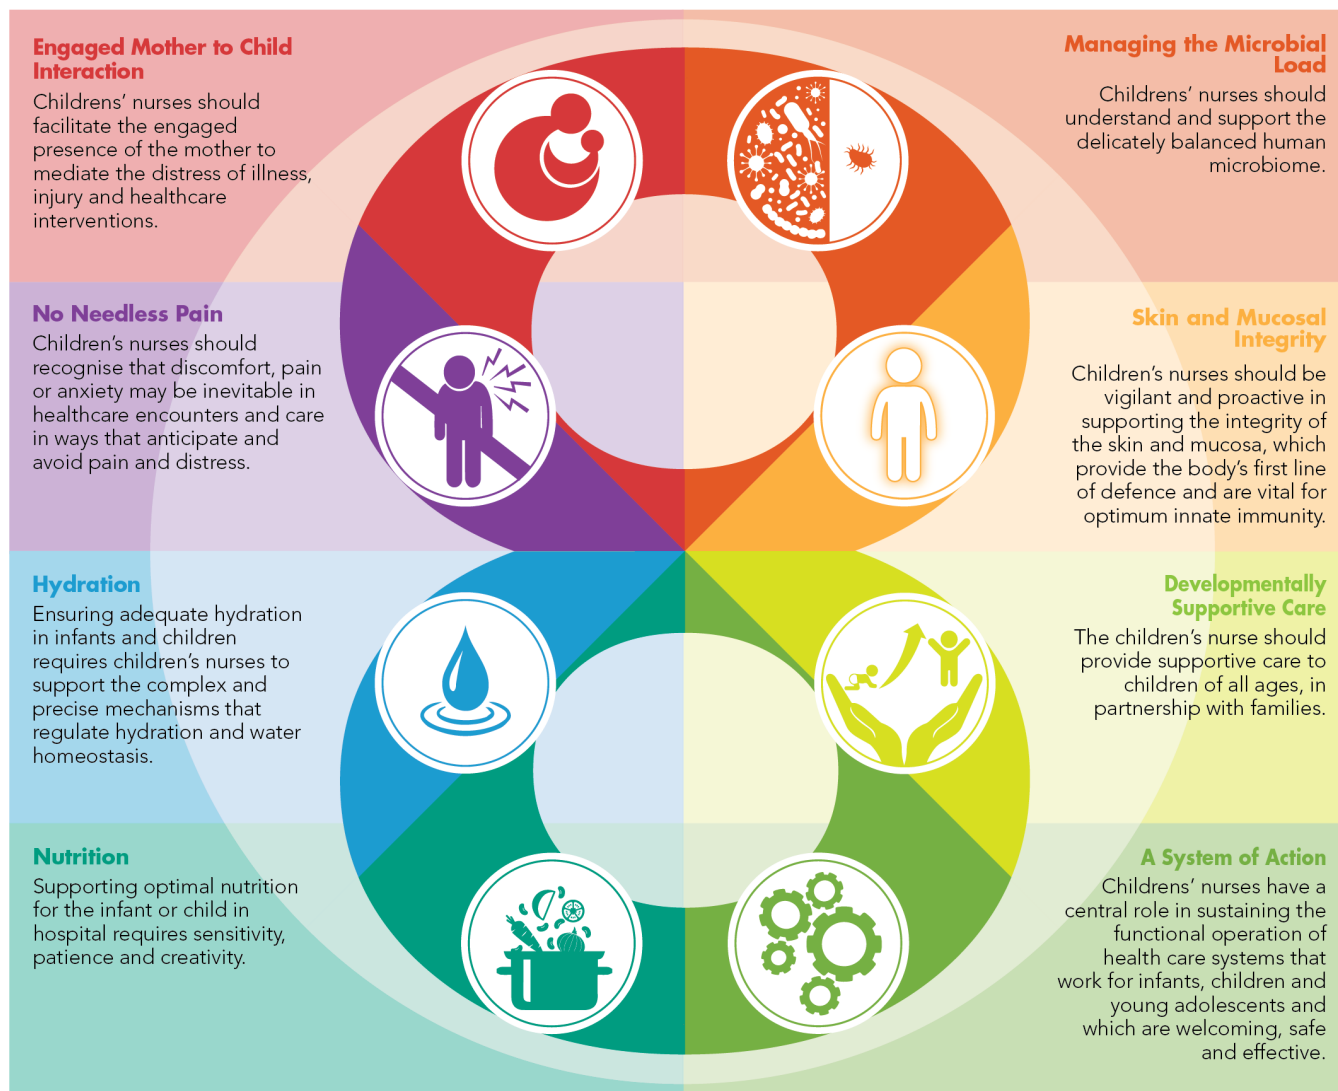 Engaged Mother to Child
Interaction
Childrens’ nurses should
facilitate the engaged
presence of the mother to
mediate the distress of illness,
injury and healthcare
interventions.
Managing the Microbial
Load
Childrens’ nurses should
understand and support the
delicately balanced human
microbiome.
No Needless Pain
Children’s nurses should
recognise that discomfort, pain
or anxiety may be inevitable in
healthcare encounters and care
in ways that anticipate and
avoid pain and distress.
Skin and Mucosal
Integrity
Children’s nurses should be
vigilant and proactive in
supporting the integrity of
the skin and mucosa, which
provide the body’s first line
of defence and are vital for
optimum innate immunity.
Hydration
Ensuring adequate hydration
in infants and children
requires children’s nurses to
support the complex and
precise mechanisms that
regulate hydration and water
homeostasis.
Developmentally
Supportive Care
The children’s nurse should
provide supportive care to
children of all ages, in
partnership with families.
Nutrition
Supporting optimal nutrition
for the infant or child in
hospital requires sensitivity,
patience and creativity.
A System of Action
Childrens’ nurses have a
central role in sustaining the
functional operation of
health care systems that
work for infants, children and
young adolescents and
which are welcoming, safe
and effective.